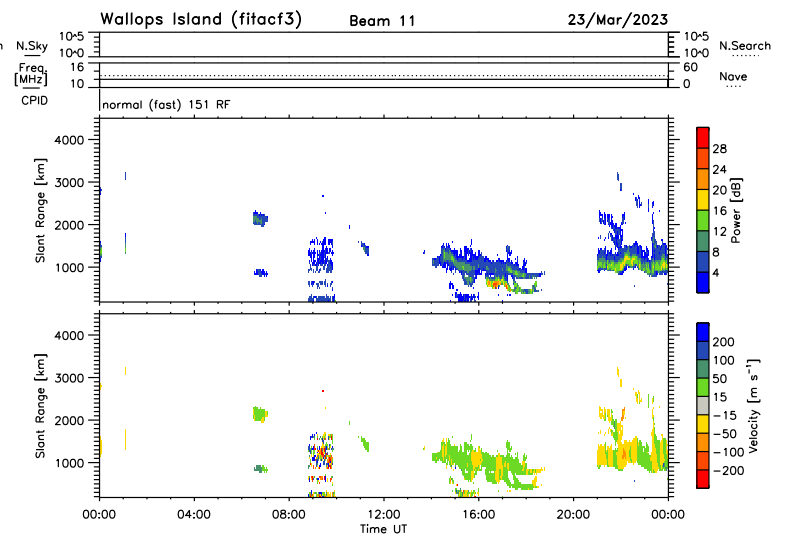 Wallops Island (fitacf3) Beam 11 23/Mar/2023
n N.Sky 10^5 10^5 N.Search
10^0 10^0
Freq. 16 60 Nave
[MHz] 10 0
CPID normal (fast) 151 RF
Slant Range [km]
4000
3000
2000
1000
28
24
20
16
12
8
4
Power [dB]
Slant Range [km]
4000
3000
2000
1000
200
100
50
15
-15
-50
-100
-200
Velocity [m s⁻¹]
00:00 04:00 08:00 12:00 16:00 20:00 00:00
Time UT